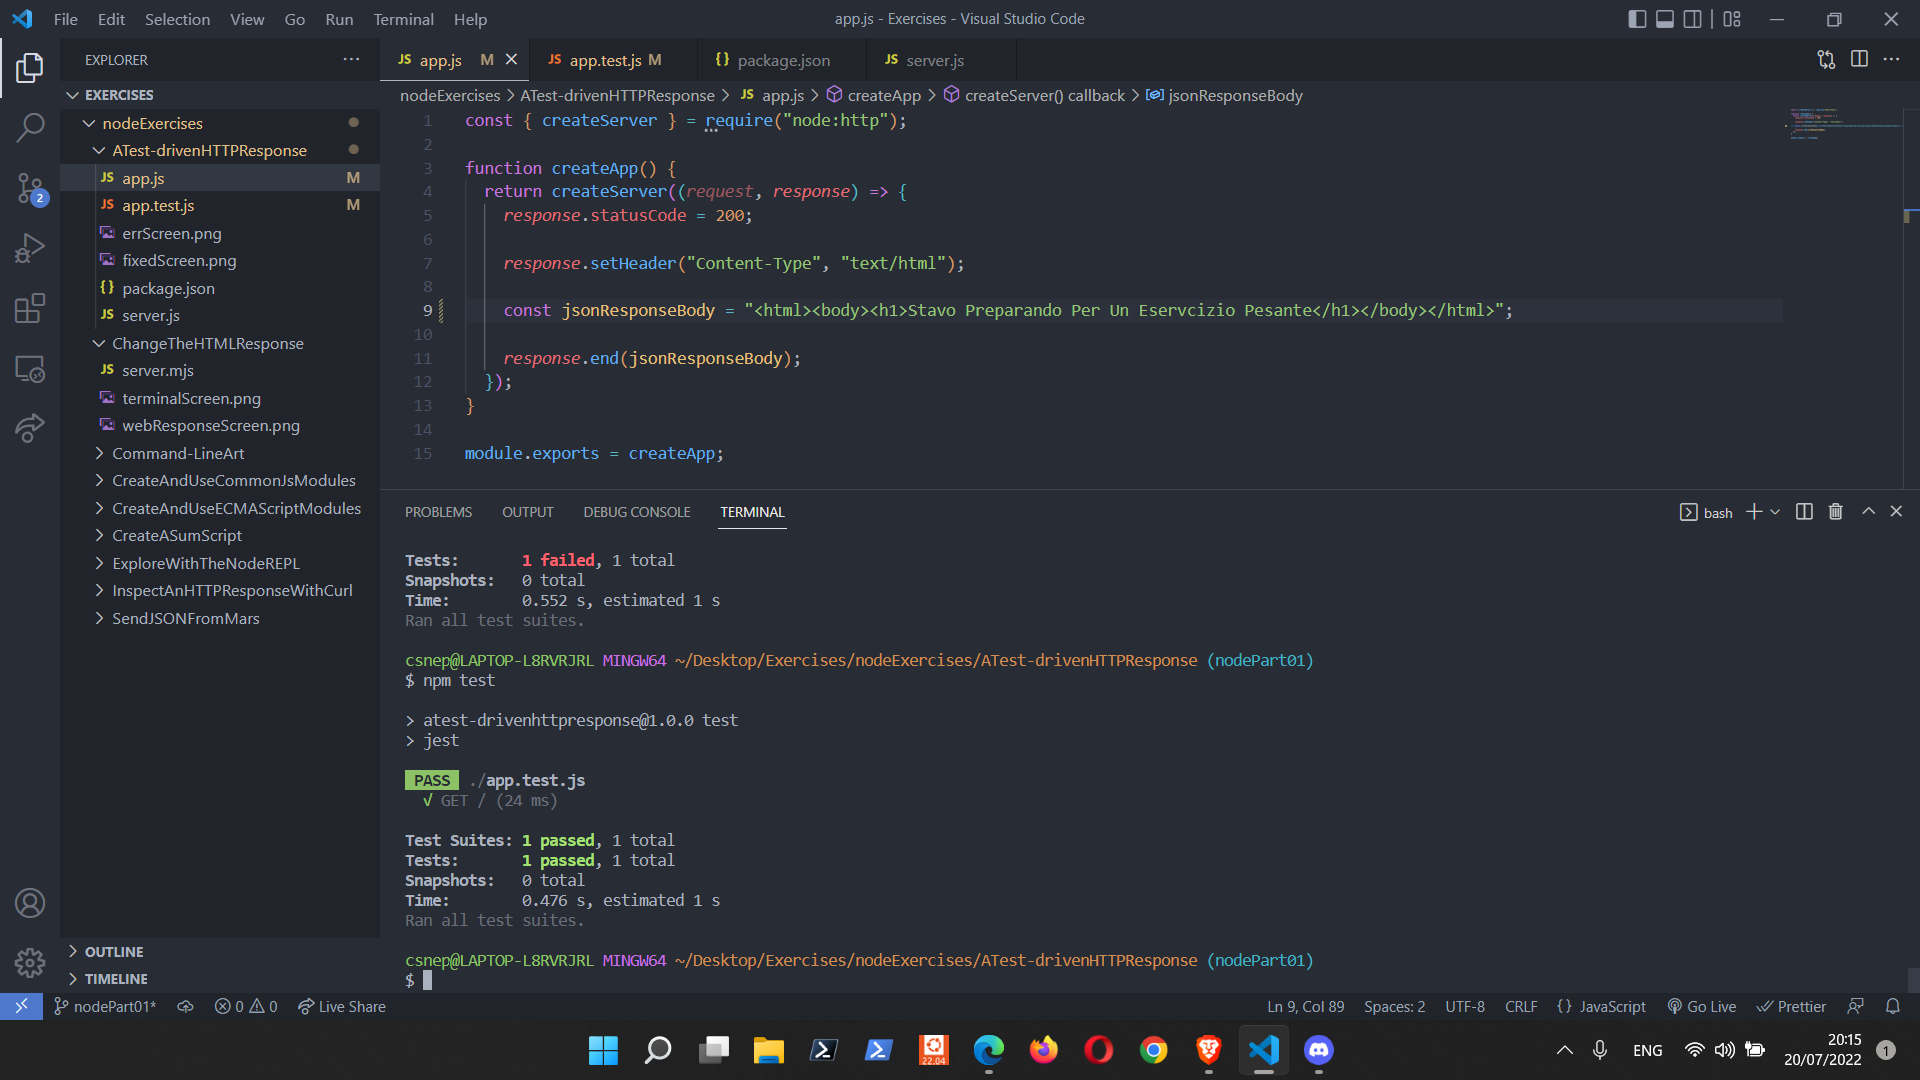 File Edit Selection View Go Run Terminal Help
app.js - Exercises - Visual Studio Code
EXPLORER
EXERCISES
nodeExercises
ATest-drivenHTTPResponse
JS app.js M
JS app.test.js M
errScreen.png
fixedScreen.png
{} package.json
JS server.js
ChangeTheHTMLResponse
JS server.mjs
terminalScreen.png
webResponseScreen.png
Command-LineArt
CreateAndUseCommonJsModules
CreateAndUseECMAScriptModules
CreateASumScript
ExploreWithTheNodeREPL
InspectAnHTTPResponseWithCurl
SendJSONFromMars
OUTLINE
TIMELINE
2
JS app.js M
JS app.test.js M
{} package.json
JS server.js
nodeExercises > ATest-drivenHTTPResponse > JS app.js > createApp > createServer() callback > jsonResponseBody
1 const { createServer } = require("node:http");
2
3 function createApp() {
4 return createServer((request, response) => {
5 response.statusCode = 200;
6
7 response.setHeader("Content-Type", "text/html");
8
9 const jsonResponseBody = "<html><body><h1>Stavo Preparando Per Un Eservcizio Pesante</h1></body></html>";
10
11 response.end(jsonResponseBody);
12 });
13 }
14
15 module.exports = createApp;
PROBLEMS OUTPUT DEBUG CONSOLE TERMINAL
bash
Tests: 1 failed, 1 total
Snapshots: 0 total
Time: 0.552 s, estimated 1 s
Ran all test suites.
csnep@LAPTOP-L8RVRJRL MINGW64 ~/Desktop/Exercises/nodeExercises/ATest-drivenHTTPResponse (nodePart01)
$ npm test
> atest-drivenhttpresponse@1.0.0 test
> jest
PASS ./app.test.js
√ GET / (24 ms)
Test Suites: 1 passed, 1 total
Tests: 1 passed, 1 total
Snapshots: 0 total
Time: 0.476 s, estimated 1 s
Ran all test suites.
csnep@LAPTOP-L8RVRJRL MINGW64 ~/Desktop/Exercises/nodeExercises/ATest-drivenHTTPResponse (nodePart01)
$
nodePart01* 0 0 Live Share
Ln 9, Col 89 Spaces: 2 UTF-8 CRLF {} JavaScript Go Live Prettier
22.04
ENG
20:15
20/07/2022
1